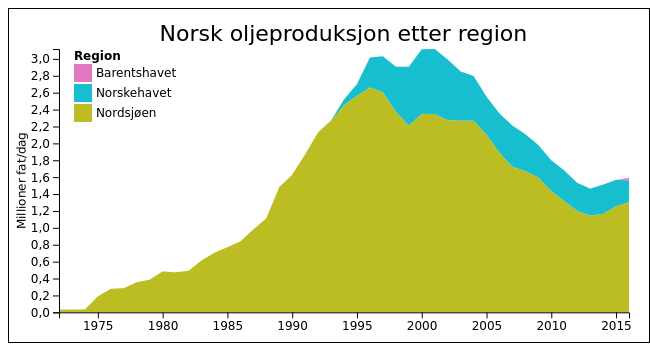 Norsk oljeproduksjon etter region
Region
Barentshavet
Norskehavet
Nordsjøen
Millioner fat/dag
3,0
2,8
2,6
2,4
2,2
2,0
1,8
1,6
1,4
1,2
1,0
0,8
0,6
0,4
0,2
0,0
1975 1980 1985 1990 1995 2000 2005 2010 2015